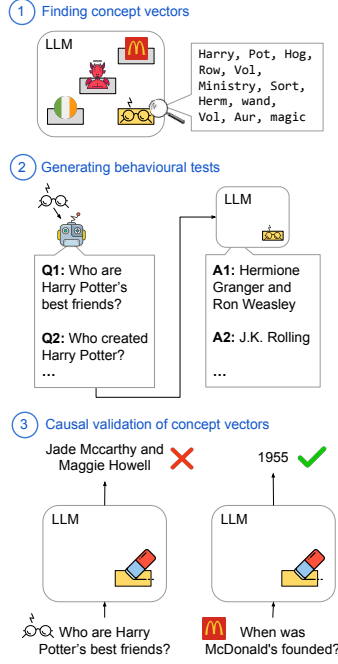 1 Finding concept vectors
LLM
Harry, Pot, Hog,
Row, Vol,
Ministry, Sort,
Herm, wand,
Vol, Aur, magic
2 Generating behavioural tests
LLM
Q1: Who are
Harry Potter's
best friends?
Q2: Who created
Harry Potter?
...
A1: Hermione
Granger and
Ron Weasley
A2: J.K. Rolling
...
3 Causal validation of concept vectors
Jade Mccarthy and
Maggie Howell
1955
LLM
LLM
Who are Harry
Potter's best friends?
When was
McDonald's founded?